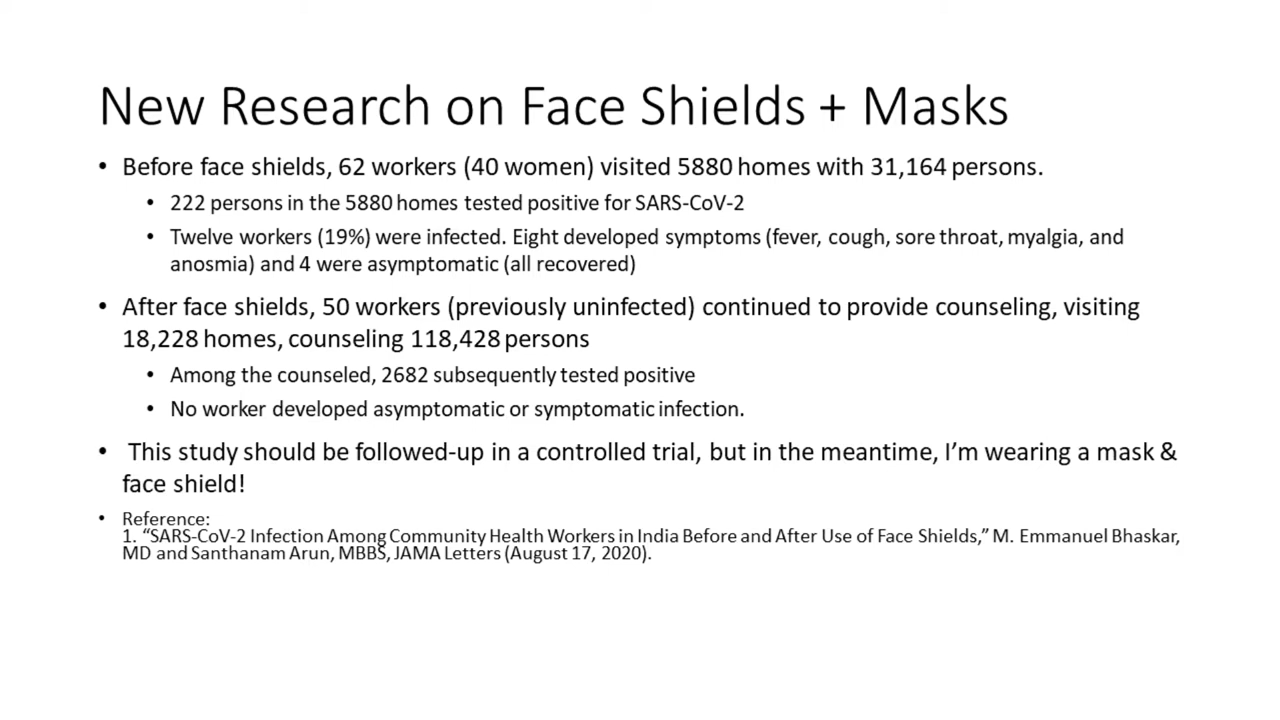 New Research on Face Shields + Masks
• Before face shields, 62 workers (40 women) visited 5880 homes with 31,164 persons.
• 222 persons in the 5880 homes tested positive for SARS-CoV-2
• Twelve workers (19%) were infected. Eight developed symptoms (fever, cough, sore throat, myalgia, and
anosmia) and 4 were asymptomatic (all recovered)
• After face shields, 50 workers (previously uninfected) continued to provide counseling, visiting
18,228 homes, counseling 118,428 persons
• Among the counseled, 2682 subsequently tested positive
• No worker developed asymptomatic or symptomatic infection.
• This study should be followed-up in a controlled trial, but in the meantime, I'm wearing a mask &
face shield!
• Reference:
1. “SARS-CoV-2 Infection Among Community Health Workers in India Before and After Use of Face Shields,” M. Emmanuel Bhaskar,
MD and Santhanam Arun, MBBS, JAMA Letters (August 17, 2020).